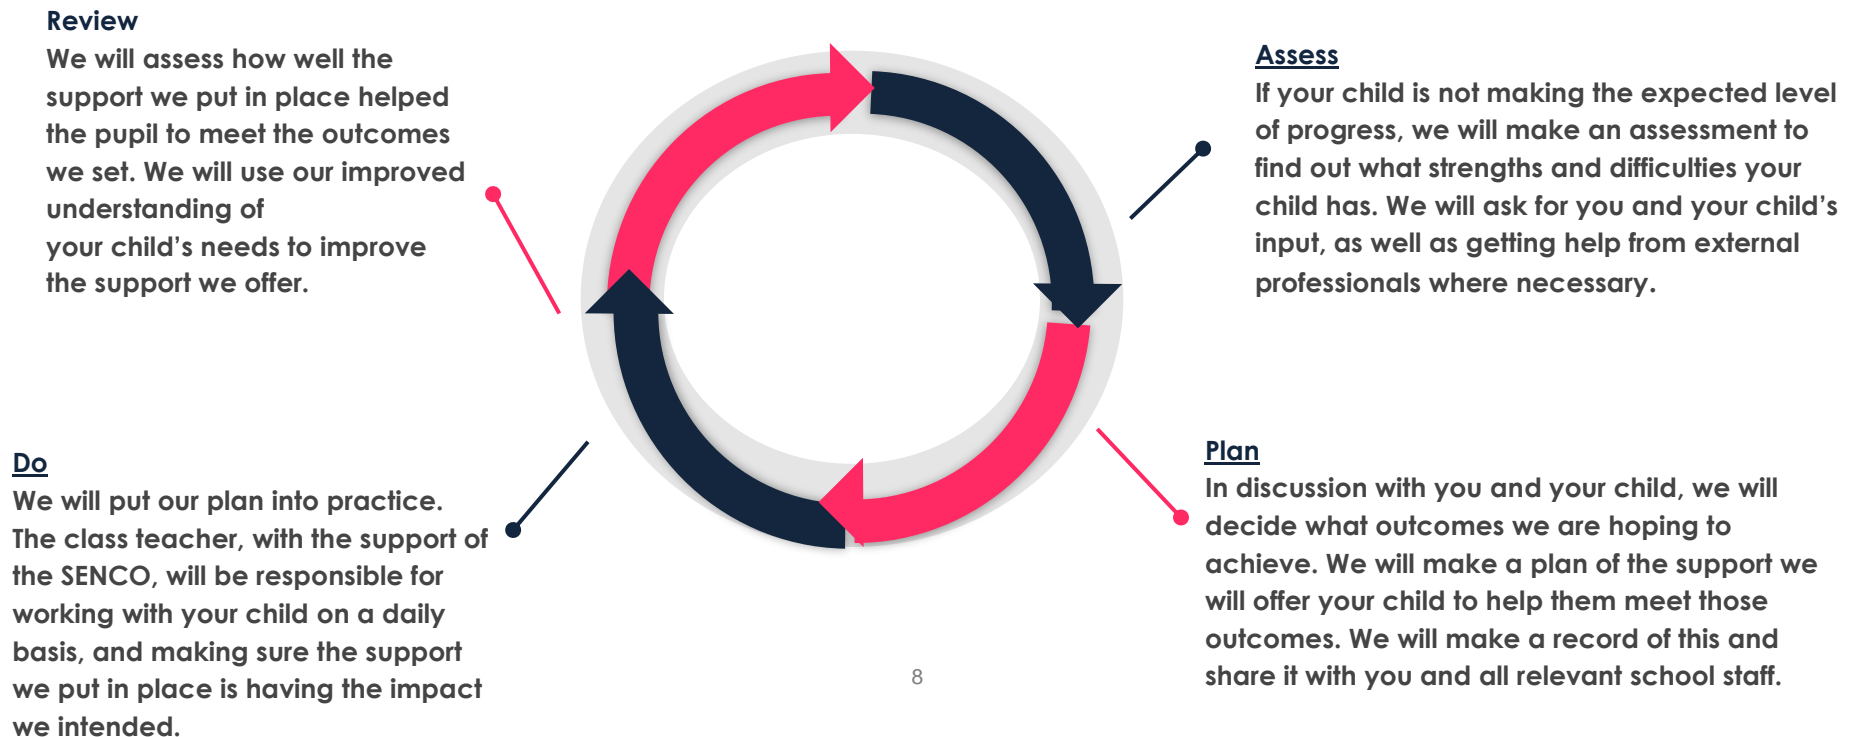 Review
We will assess how well the
support we put in place helped
the pupil to meet the outcomes
we set. We will use our improved
understanding of
your child’s needs to improve
the support we offer.
Assess
If your child is not making the expected level
of progress, we will make an assessment to
find out what strengths and difficulties your
child has. We will ask for you and your child’s
input, as well as getting help from external
professionals where necessary.
Do
We will put our plan into practice.
The class teacher, with the support of
the SENCO, will be responsible for
working with your child on a daily
basis, and making sure the support
we put in place is having the impact
we intended.
Plan
In discussion with you and your child, we will
decide what outcomes we are hoping to
achieve. We will make a plan of the support we
will offer your child to help them meet those
outcomes. We will make a record of this and
share it with you and all relevant school staff.
8